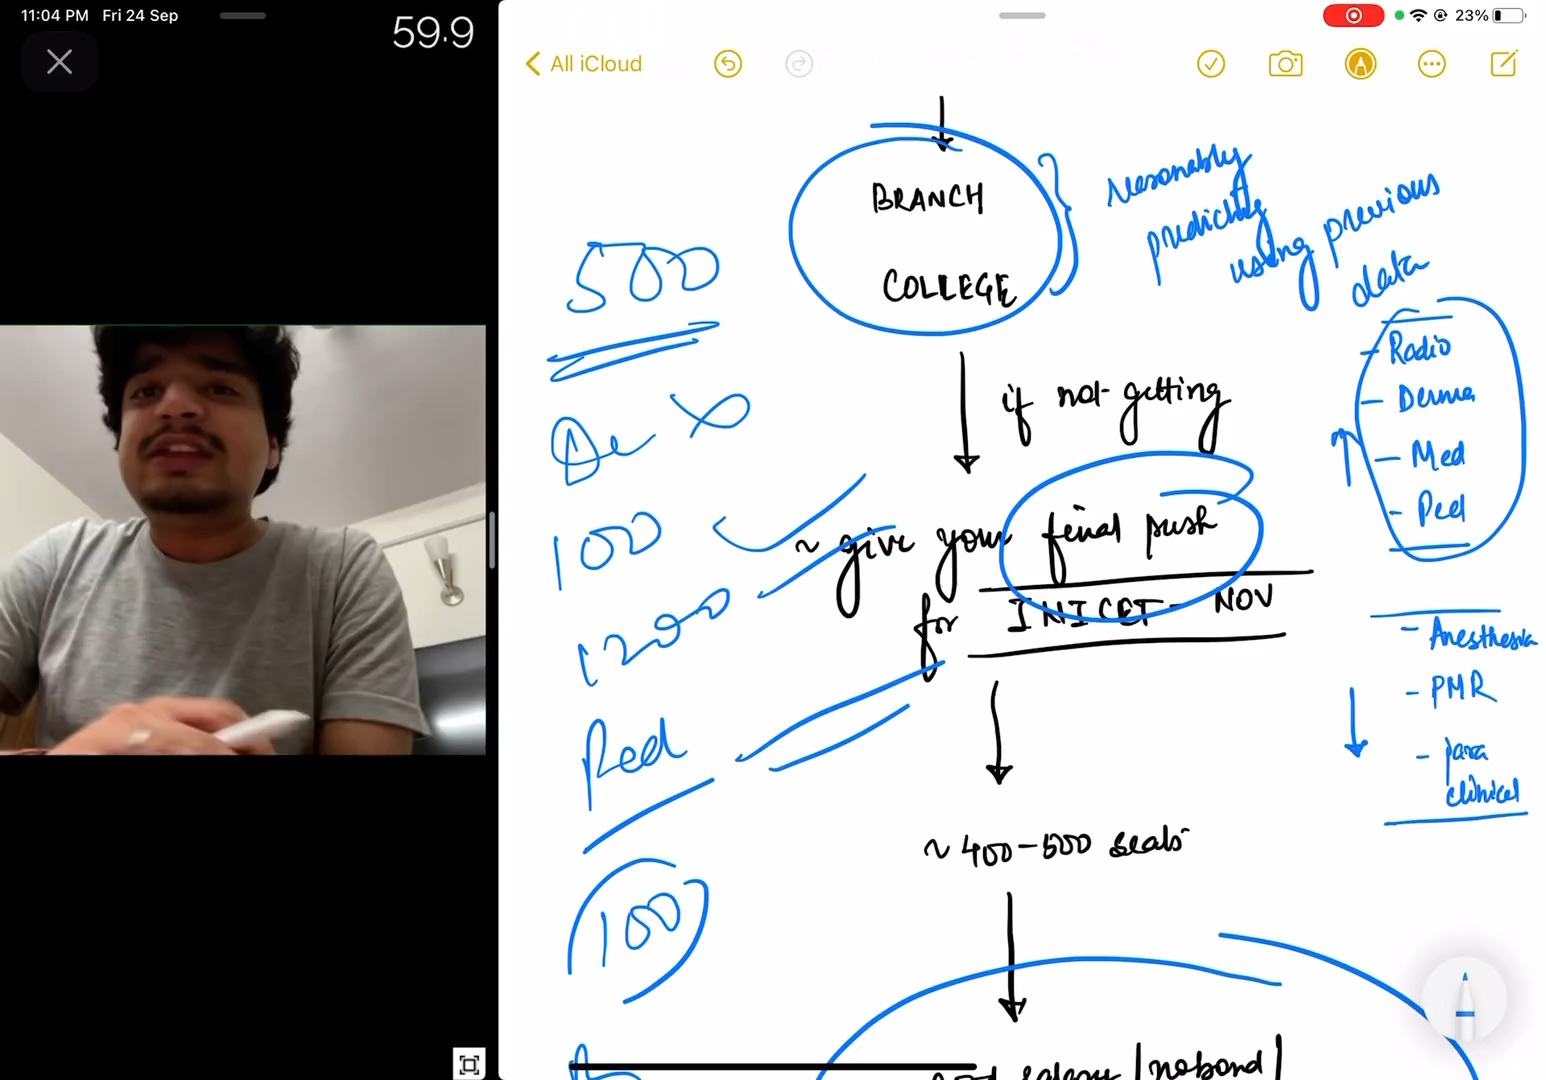 11:04 PM Fri 24 Sep
59.9
23%
All iCloud
BRANCH
COLLEGE
reasonably
predictily
using previous
data
500
De
100
1200
Ped
100
if not getting
~ give your final push
for INICET - NOV
~ 400-500 seats
salary / no bond /
- Radio
- Derma
- Med
- Ped
- Anesthesia
- PMR
- para
clinical